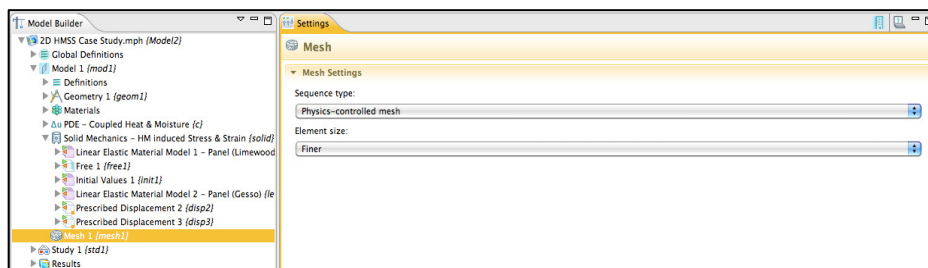 Model Builder
2D HMSS Case Study.mph (Model2)
Global Definitions
Model 1 (mod1)
Definitions
Geometry 1 (geom1)
Materials
Δu PDE – Coupled Heat & Moisture (c)
Solid Mechanics – HM induced Stress & Strain (solid)
Linear Elastic Material Model 1 – Panel (Limewood
Free 1 (free1)
Initial Values 1 (init1)
Linear Elastic Material Model 2 – Panel (Gesso) (le
Prescribed Displacement 2 (disp2)
Prescribed Displacement 3 (disp3)
Mesh 1 (mesh1)
Study 1 (std1)
Results
Settings
Mesh
Mesh Settings
Sequence type:
Physics-controlled mesh
Element size:
Finer